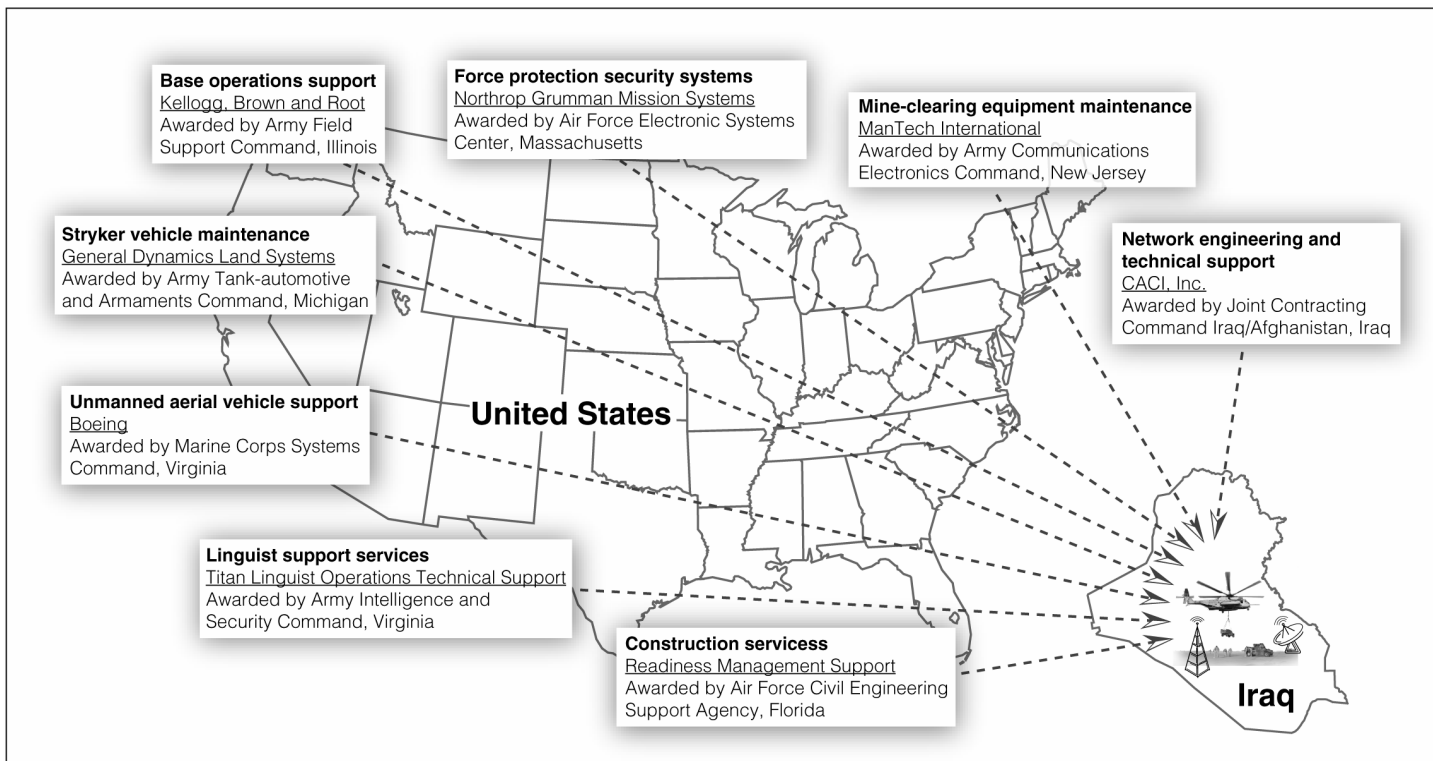 Base operations support
Kellogg, Brown and Root
Awarded by Army Field
Support Command, Illinois
Force protection security systems
Northrop Grumman Mission Systems
Awarded by Air Force Electronic Systems
Center, Massachusetts
Mine-clearing equipment maintenance
ManTech International
Awarded by Army Communications
Electronics Command, New Jersey
Stryker vehicle maintenance
General Dynamics Land Systems
Awarded by Army Tank-automotive
and Armaments Command, Michigan
Network engineering and
technical support
CACI, Inc.
Awarded by Joint Contracting
Command Iraq/Afghanistan, Iraq
Unmanned aerial vehicle support
Boeing
Awarded by Marine Corps Systems
Command, Virginia
United States
Linguist support services
Titan Linguist Operations Technical Support
Awarded by Army Intelligence and
Security Command, Virginia
Construction servicess
Readiness Management Support
Awarded by Air Force Civil Engineering
Support Agency, Florida
Iraq